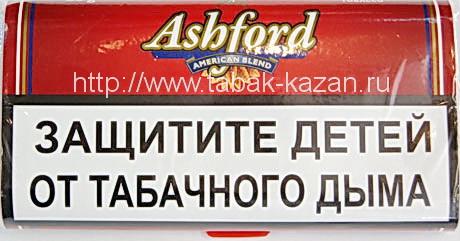 Ashford
AMERICAN BLEND
http://www.tabak-kazan.ru
ЗАЩИТИТЕ ДЕТЕЙ
ОТ ТАБАЧНОГО ДЫМА